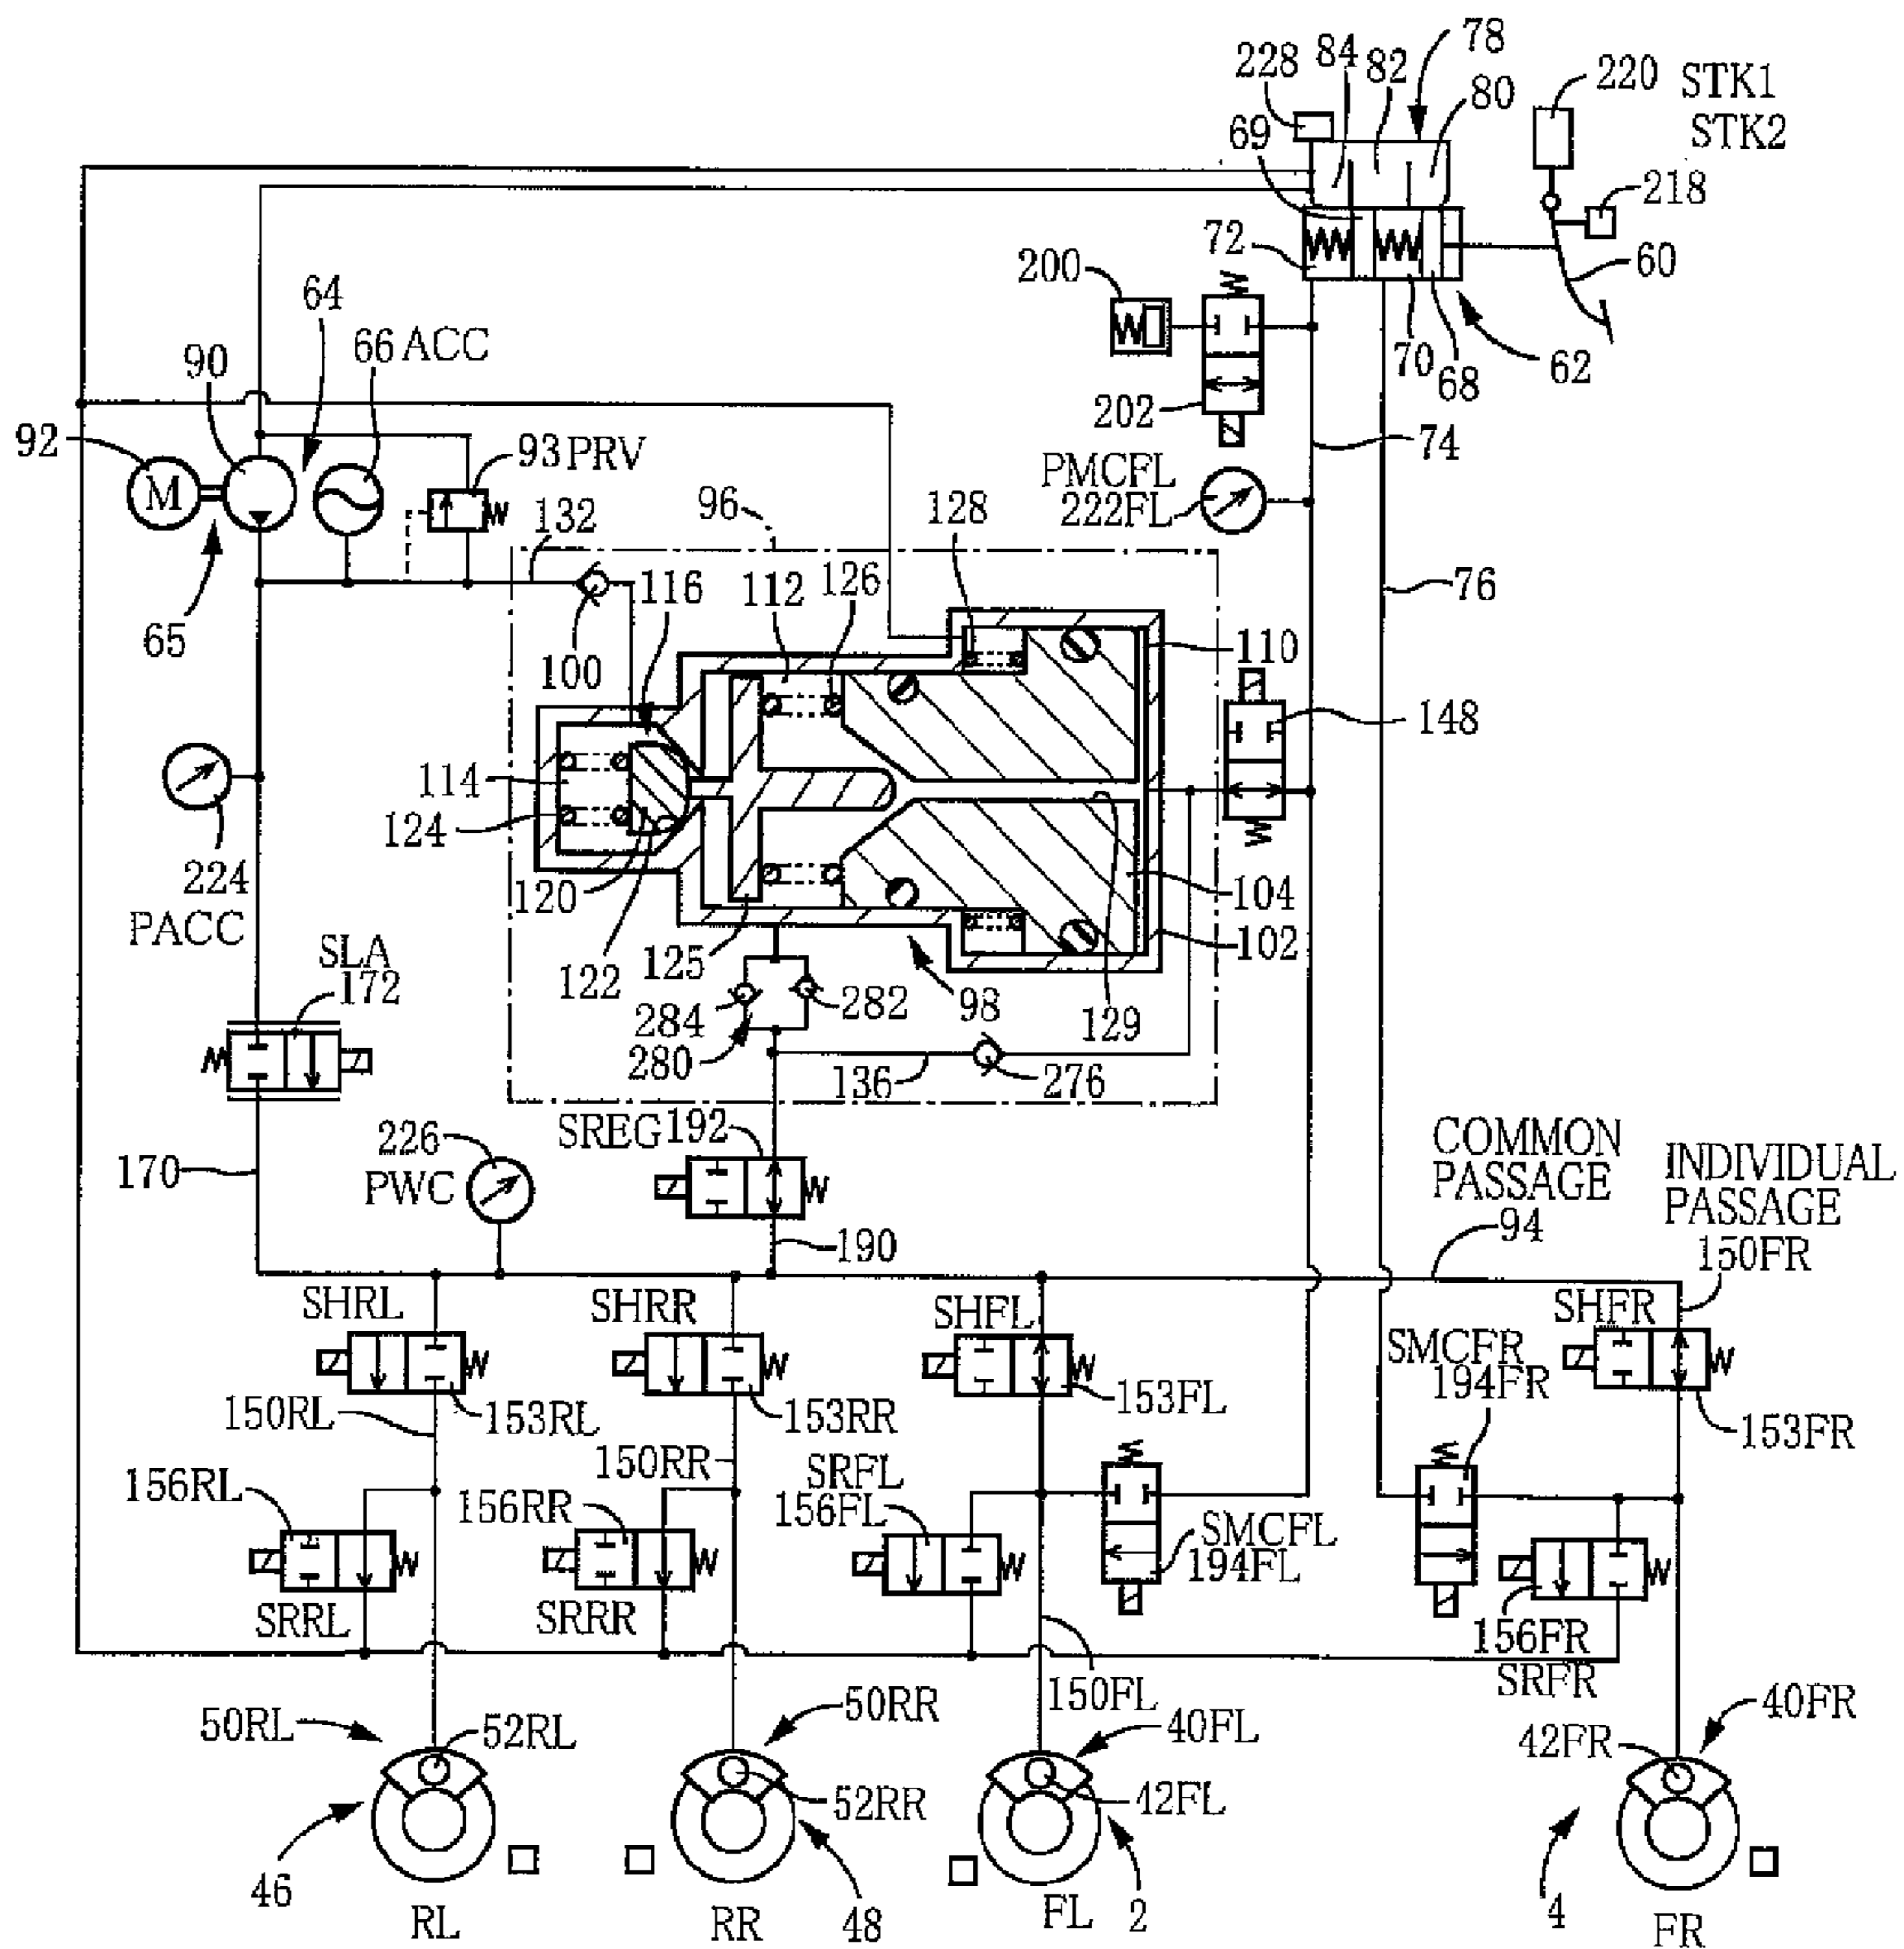 78
84
82
228
80
220 STK1
STK2
69
218
72
200
60
64
66 ACC
90
70
68
62
202
92
M
93 PRV
74
PMCFL
222FL
96
128
132
76
116
112
126
65
100
110
148
114
124
224
PACC
120
122
125
104
102
SLA
172
284
282
98
129
280
136
276
SREG 192
226
PWC
COMMON
PASSAGE
94
INDIVIDUAL
PASSAGE
150FR
170
190
SHRL
SHRR
SHFL
SHFR
SMCFR
194FR
150RL
153RL
153RR
153FL
153FR
150RR
SRFL
156FL
156RL
156RR
SMCFL
194FL
SRRL
SRRR
156FR
SRFR
150FL
50RL
52RL
50RR
40FL
42FR
40FR
52RR
42FL
46
48
2
4
RL
RR
FL
FR